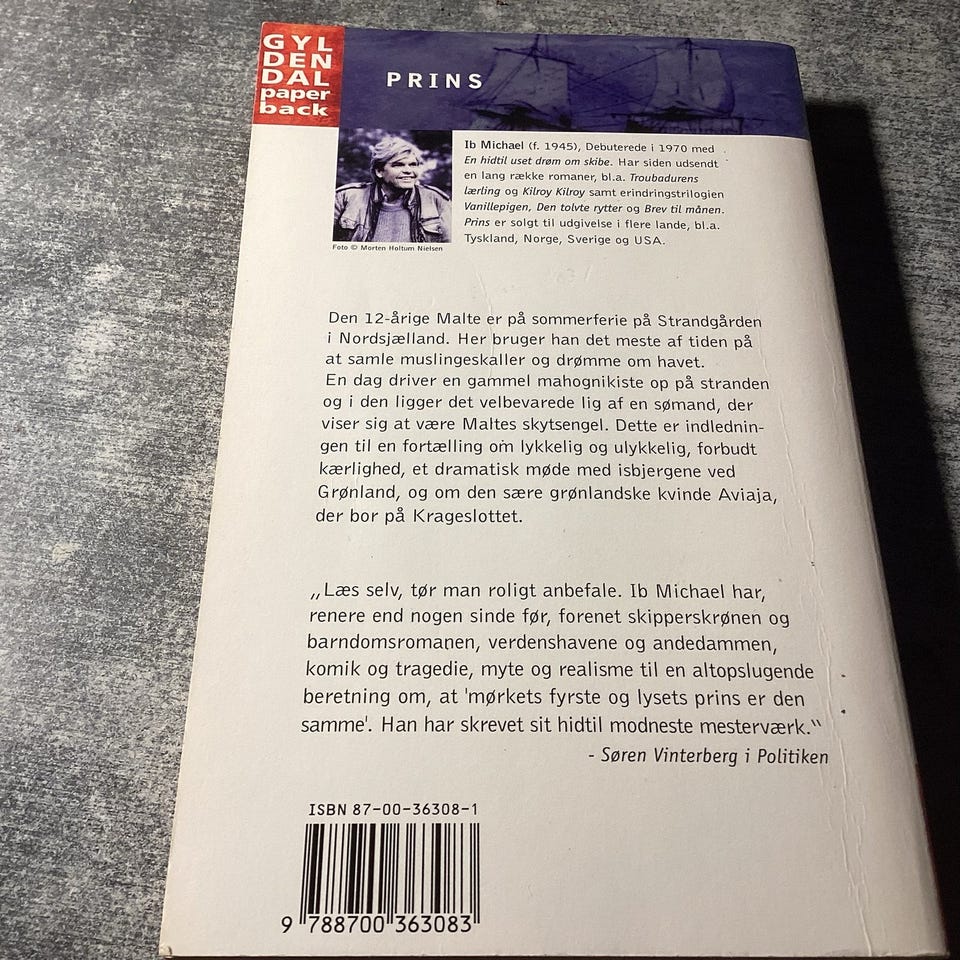 GYL
DEN
DAL
paper
back
PRINS
Ib Michael (f. 1945), Debuterede i 1970 med
En hidtil uset drøm om skibe. Har siden udsendt
en lang række romaner, bl.a. Troubadurens
lærling og Kilroy Kilroy samt erindringstrilogien
Vanillepigen, Den tolvte rytter og Brev til månen.
Prins er solgt til udgivelse i flere lande, bl.a.
Tyskland, Norge, Sverige og USA.
Foto © Morten Holtum Nielsen
Den 12-årige Malte er på sommerferie på Strandgården
i Nordsjælland. Her bruger han det meste af tiden på
at samle muslingeskaller og drømme om havet.
En dag driver en gammel mahognikiste op på stranden
og i den ligger det velbevarede lig af en sømand, der
viser sig at være Maltes skytsengel. Dette er indlednin-
gen til en fortælling om lykkelig og ulykkelig, forbudt
kærlighed, et dramatisk møde med isbjergene ved
Grønland, og om den sære grønlandske kvinde Aviaja,
der bor på Krageslottet.
„Læs selv, tør man roligt anbefale. Ib Michael har,
renere end nogen sinde før, forenet skipperskrønen og
barndomsromanen, verdenshavene og andedammen,
komik og tragedie, myte og realisme til en altopslugende
beretning om, at 'mørkets fyrste og lysets prins er den
samme'. Han har skrevet sit hidtil modneste mesterværk."
- Søren Vinterberg i Politiken
ISBN 87-00-36308-1
9 788700 363083